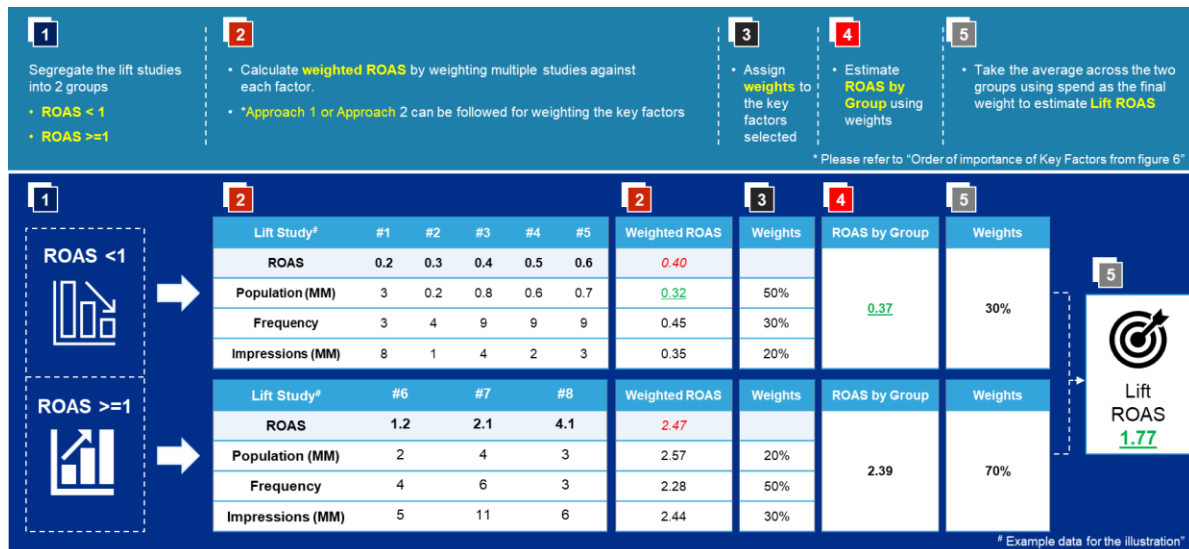 1
2
3
4
5
Segregate the lift studies
into 2 groups
• ROAS < 1
• ROAS >=1
• Calculate weighted ROAS by weighting multiple studies against
each factor.
• *Approach 1 or Approach 2 can be followed for weighting the key factors
• Assign
weights to
the key
factors
selected
• Estimate
ROAS by
Group using
weights
• Take the average across the two
groups using spend as the final
weight to estimate Lift ROAS
* Please refer to "Order of importance of Key Factors from figure 6"
1
2
2
3
4
5
ROAS <1
Lift Study# #1 #2 #3 #4 #5 Weighted ROAS Weights ROAS by Group Weights
ROAS 0.2 0.3 0.4 0.5 0.6 0.40
Population (MM) 3 0.2 0.8 0.6 0.7 0.32 50%
0.37 30%
Frequency 3 4 9 9 9 0.45 30%
Impressions (MM) 8 1 4 2 3 0.35 20%
ROAS >=1
Lift Study# #6 #7 #8 Weighted ROAS Weights ROAS by Group Weights
ROAS 1.2 2.1 4.1 2.47
Population (MM) 2 4 3 2.57 20%
2.39 70%
Frequency 4 6 3 2.28 50%
Impressions (MM) 5 11 6 2.44 30%
5
Lift
ROAS
1.77
# Example data for the illustration"